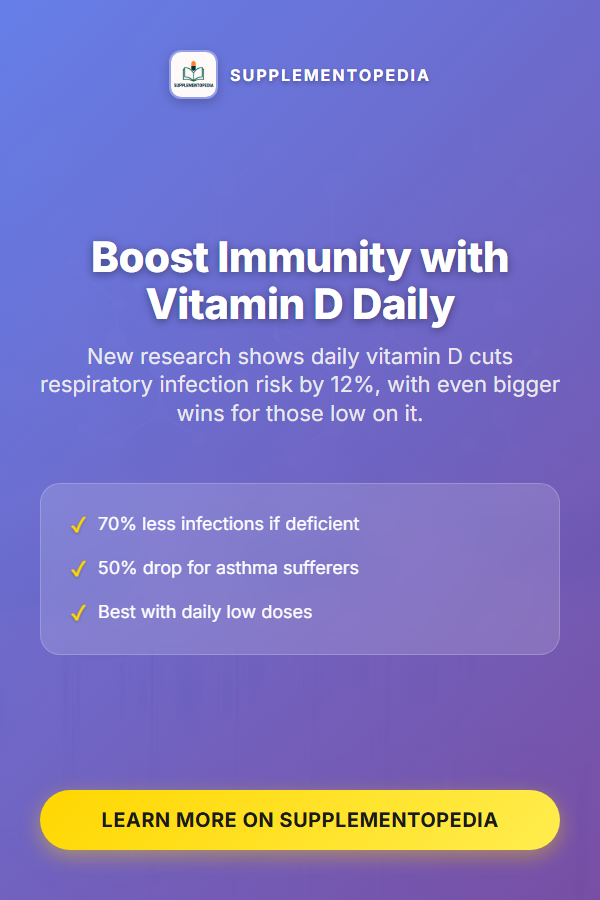 SUPPLEMENTOPEDIA
SUPPLEMENTOPEDIA
Boost Immunity with
Vitamin D Daily
New research shows daily vitamin D cuts
respiratory infection risk by 12%, with even bigger
wins for those low on it.
✓ 70% less infections if deficient
✓ 50% drop for asthma sufferers
✓ Best with daily low doses
LEARN MORE ON SUPPLEMENTOPEDIA